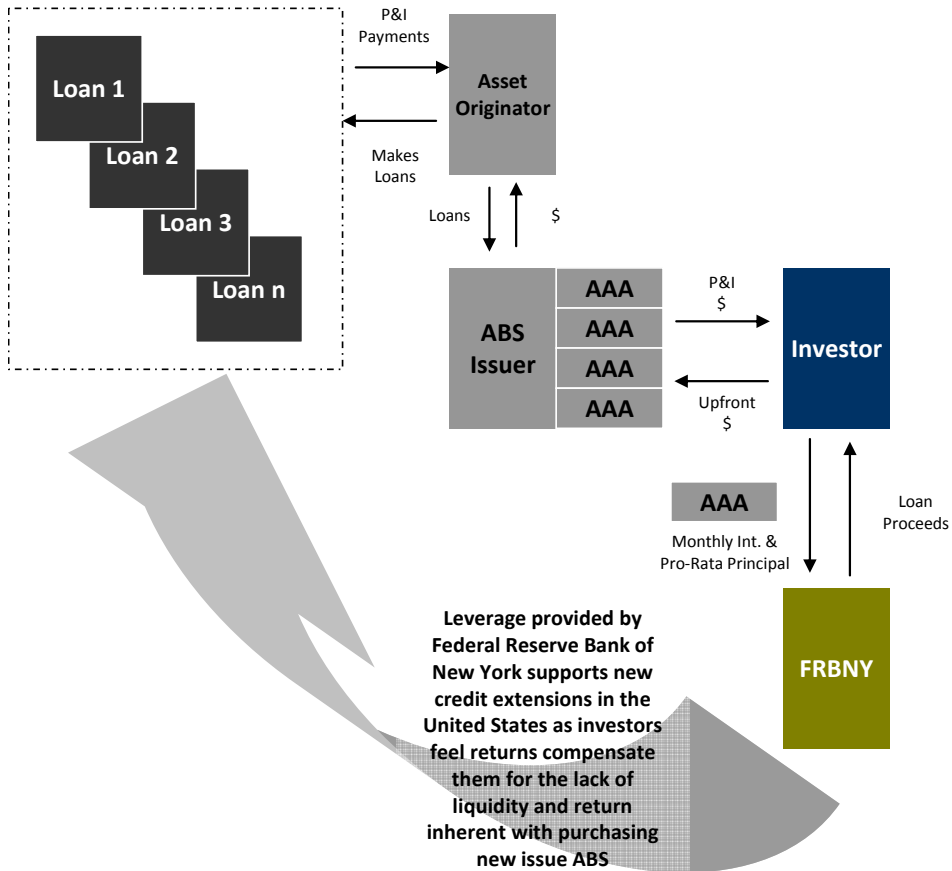 P&I
Payments
Loan 1
Asset
Originator
Loan 2
Makes
Loans
Loan 3
Loans
$
Loan n
ABS
Issuer
AAA
AAA
AAA
AAA
P&I
$
Investor
Upfront
$
AAA
Monthly Int. &
Pro-Rata Principal
Loan
Proceeds
FRBNY
Leverage provided by
Federal Reserve Bank of
New York supports new
credit extensions in the
United States as investors
feel returns compensate
them for the lack of
liquidity and return
inherent with purchasing
new issue ABS